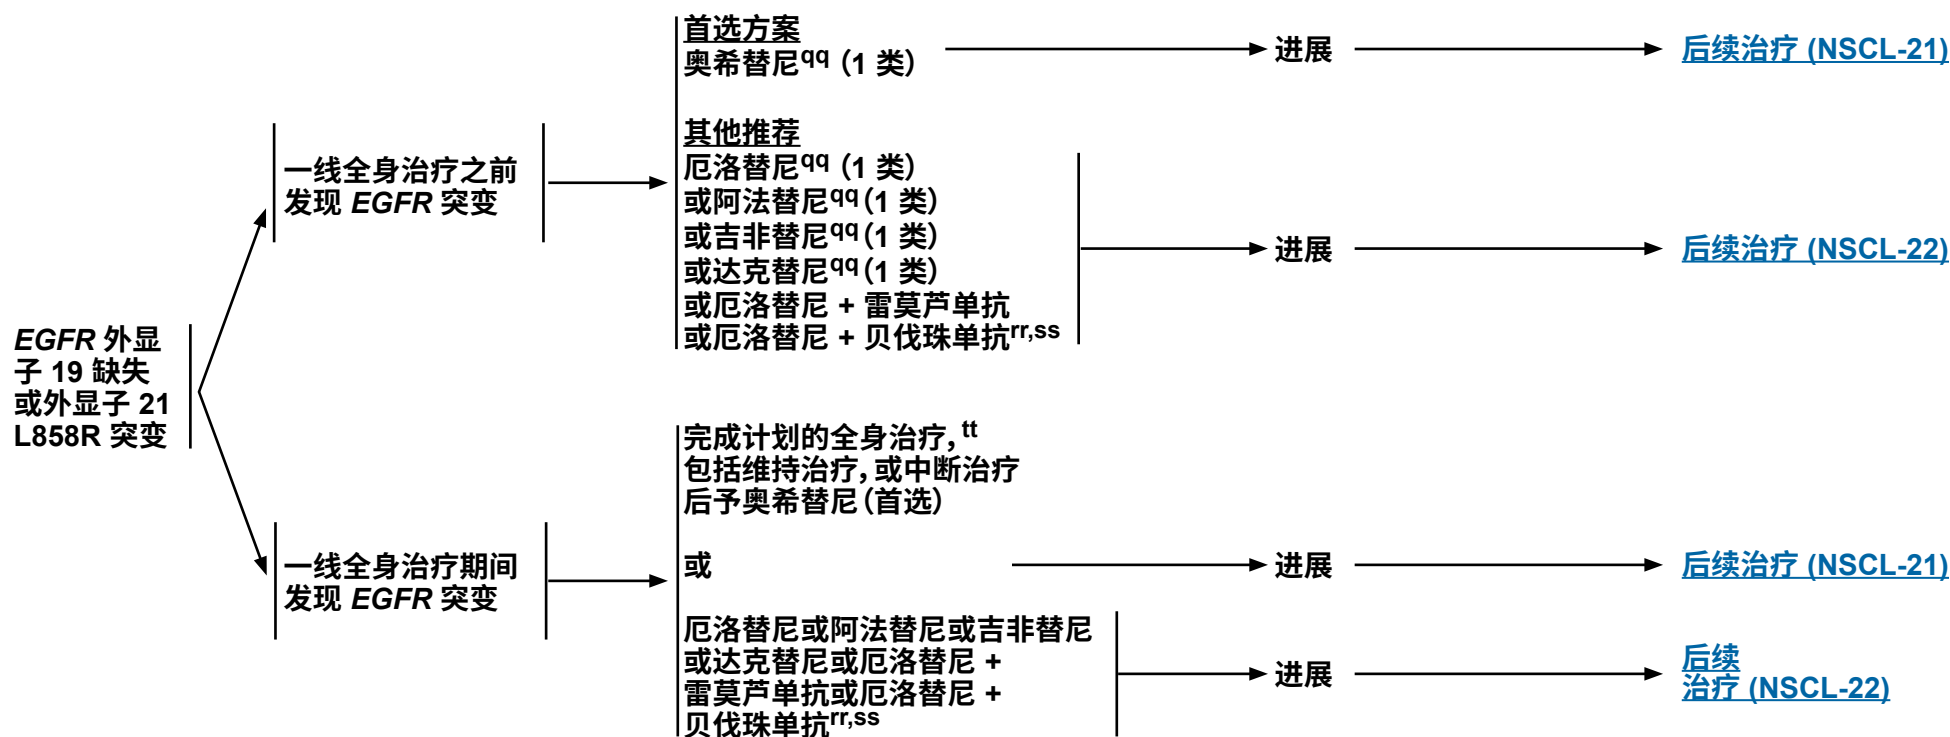 首选方案
奥希替尼qq (1 类)
进展
后续治疗 (NSCL-21)
其他推荐
厄洛替尼qq (1 类)
或阿法替尼qq(1 类)
或吉非替尼qq(1 类)
或达克替尼qq(1 类)
或厄洛替尼 + 雷莫芦单抗
或厄洛替尼 + 贝伐珠单抗rr,ss
进展
后续治疗 (NSCL-22)
一线全身治疗之前
发现 EGFR 突变
EGFR 外显
子 19 缺失
或外显子 21
L858R 突变
一线全身治疗期间
发现 EGFR 突变
完成计划的全身治疗,tt
包括维持治疗,或中断治疗
后予奥希替尼(首选)
或
进展
后续治疗 (NSCL-21)
厄洛替尼或阿法替尼或吉非替尼
或达克替尼或厄洛替尼 +
雷莫芦单抗或厄洛替尼 +
贝伐珠单抗rr,ss
进展
后续
治疗 (NSCL-22)